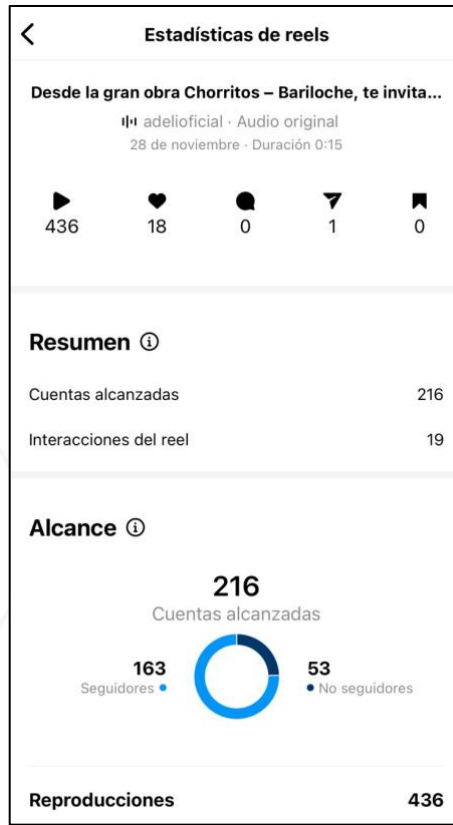 Estadísticas de reels
Desde la gran obra Chorritos – Bariloche, te invita...
adelioficial · Audio original
28 de noviembre · Duración 0:15
436 18 0 1 0
Resumen
Cuentas alcanzadas 216
Interacciones del reel 19
Alcance
216
Cuentas alcanzadas
163 53
Seguidores • • No seguidores
Reproducciones 436